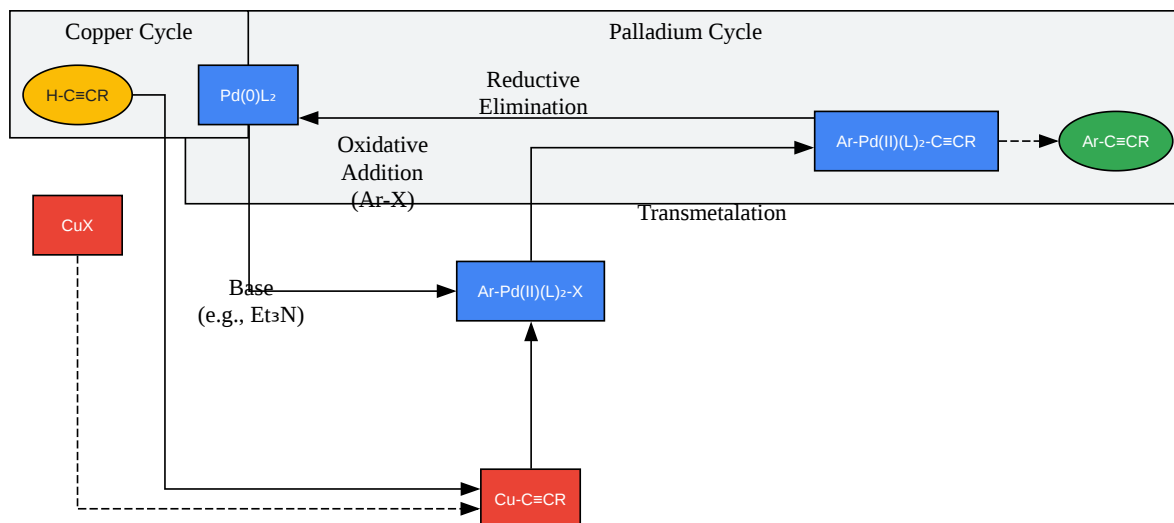 Copper Cycle
Palladium Cycle
H-C≡CR
Pd(0)L₂
Reductive
Elimination
Ar-Pd(II)(L)₂-C≡CR
Ar-C≡CR
Oxidative
Addition
(Ar-X)
CuX
Transmetalation
Base
(e.g., Et₃N)
Ar-Pd(II)(L)₂-X
Cu-C≡CR